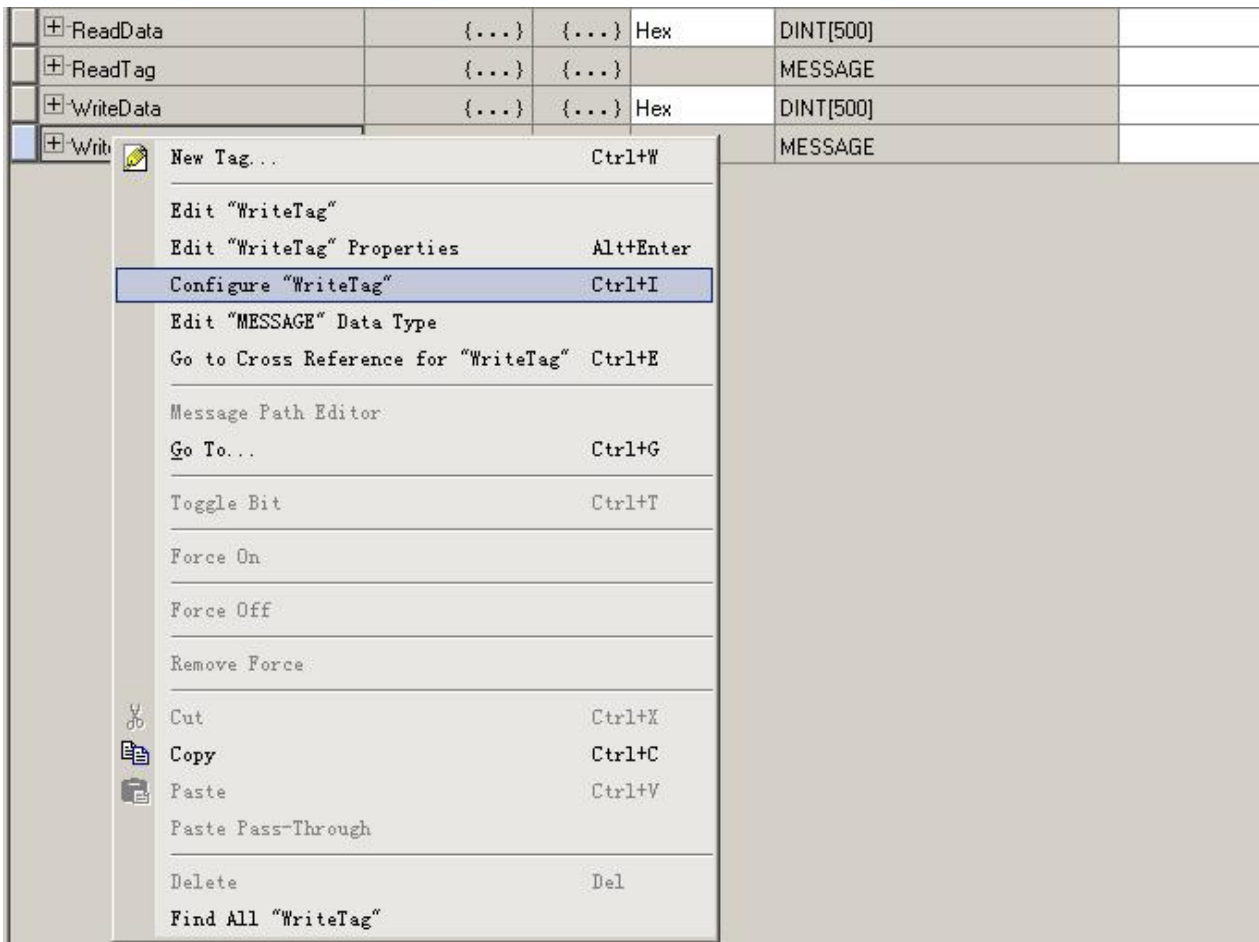 ReadData {...} {...} Hex DINT[500]
ReadTag {...} {...} MESSAGE
WriteData {...} {...} Hex DINT[500]
Writ MESSAGE
New Tag... Ctrl+W
Edit "WriteTag"
Edit "WriteTag" Properties Alt+Enter
Configure "WriteTag" Ctrl+I
Edit "MESSAGE" Data Type
Go to Cross Reference for "WriteTag" Ctrl+E
Message Path Editor
Go To... Ctrl+G
Toggle Bit Ctrl+T
Force On
Force Off
Remove Force
Cut Ctrl+X
Copy Ctrl+C
Paste Ctrl+V
Paste Pass-Through
Delete Del
Find All "WriteTag"